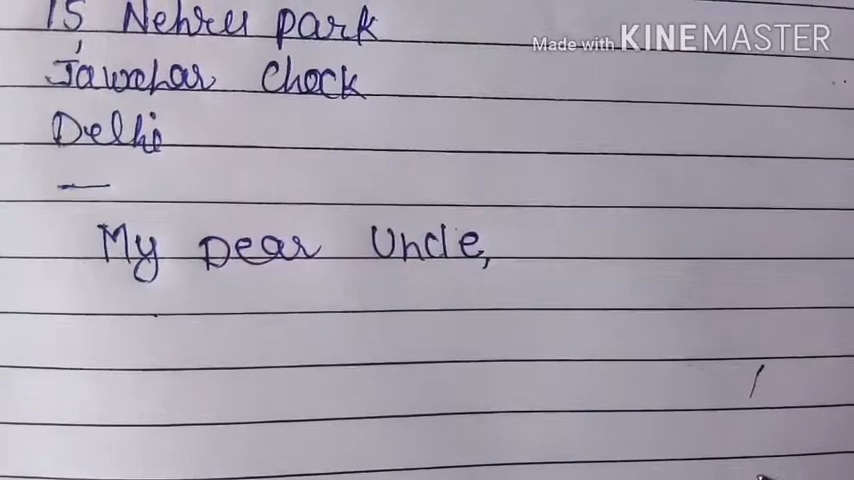 15 Nehru park
Made with KINEMASTER
Jawahar Chock
Delhi
My Dear Uncle,